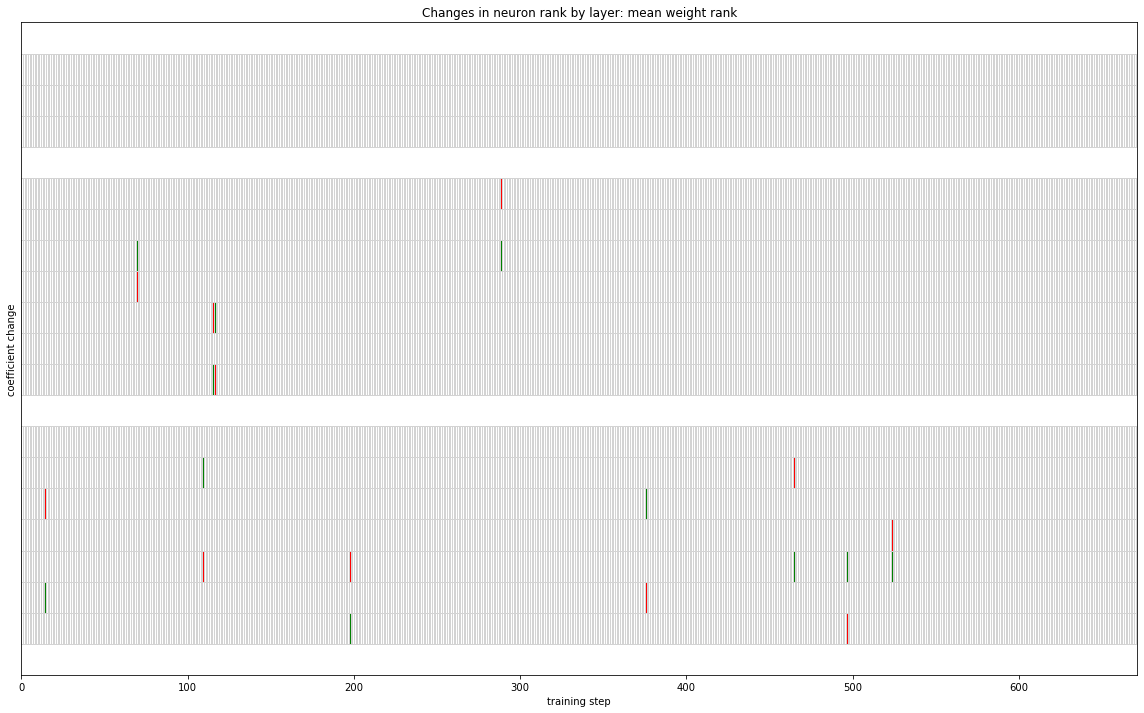 Changes in neuron rank by layer: mean weight rank
coefficient change
0 100 200 300 400 500 600
training step